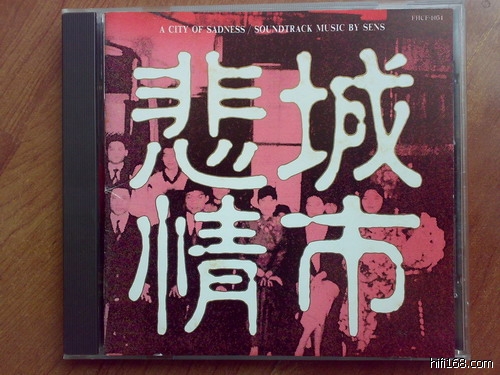 A CITY OF SADNESS / SOUNDTRACK MUSIC BY SENS
悲城
情市
hifi168.com